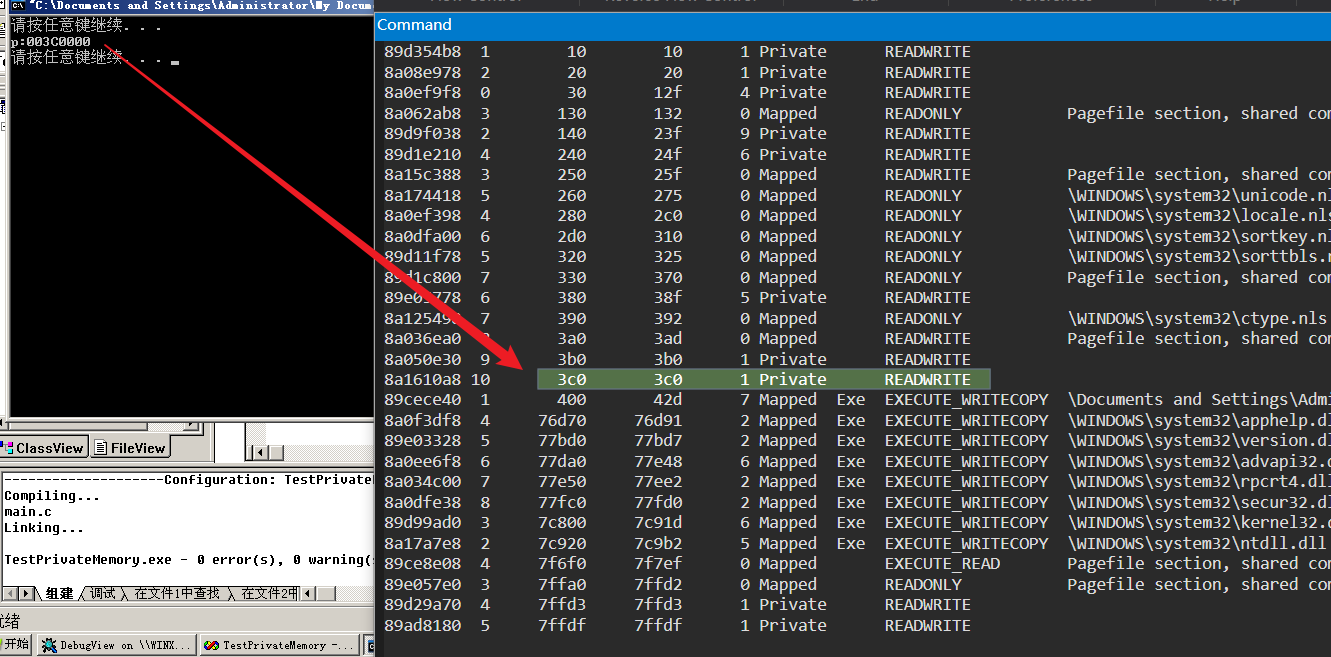 "C:\Documents and Settings\Administrator\My Docum
请按任意键继续. . .
p:003C0000
请按任意键继续. . .
ClassView
FileView
--------------------Configuration: TestPrivate
Compiling...
main.c
Linking...
TestPrivateMemory.exe - 0 error(s), 0 warning(s
组建
调试
在文件1中查找
在文件2中
就绪
开始
DebugView on \\WINX...
TestPrivateMemory -...
Command
89d354b8 1 10 10 1 Private READWRITE
8a08e978 2 20 20 1 Private READWRITE
8a0ef9f8 0 30 12f 4 Private READWRITE
8a062ab8 3 130 132 0 Mapped READONLY Pagefile section, shared com
89d9f038 2 140 23f 9 Private READWRITE
89d1e210 4 240 24f 6 Private READWRITE
8a15c388 3 250 25f 0 Mapped READWRITE Pagefile section, shared com
8a174418 5 260 275 0 Mapped READONLY \WINDOWS\system32\unicode.nl
8a0ef398 4 280 2c0 0 Mapped READONLY \WINDOWS\system32\locale.nls
8a0dfa00 6 2d0 310 0 Mapped READONLY \WINDOWS\system32\sortkey.nl
89d11f78 5 320 325 0 Mapped READONLY \WINDOWS\system32\sorttbls.n
89d1c800 7 330 370 0 Mapped READONLY Pagefile section, shared com
6 380 38f 5 Private READWRITE
7 390 392 0 Mapped READONLY \WINDOWS\system32\ctype.nls
8a036ea0 3a0 3ad 0 Mapped READWRITE Pagefile section, shared com
8a050e30 9 3b0 3b0 1 Private READWRITE
8a1610a8 10 3c0 3c0 1 Private READWRITE
89cece40 1 400 42d 7 Mapped Exe EXECUTE_WRITECOPY \Documents and Settings\Admi
8a0f3df8 4 76d70 76d91 2 Mapped Exe EXECUTE_WRITECOPY \WINDOWS\system32\apphelp.dl
89e03328 5 77bd0 77bd7 2 Mapped Exe EXECUTE_WRITECOPY \WINDOWS\system32\version.dl
8a0ee6f8 6 77da0 77e48 6 Mapped Exe EXECUTE_WRITECOPY \WINDOWS\system32\advapi32.d
8a034c00 7 77e50 77ee2 2 Mapped Exe EXECUTE_WRITECOPY \WINDOWS\system32\rpcrt4.dll
8a0dfe38 8 77fc0 77fd0 2 Mapped Exe EXECUTE_WRITECOPY \WINDOWS\system32\secur32.dl
89d99ad0 3 7c800 7c91d 6 Mapped Exe EXECUTE_WRITECOPY \WINDOWS\system32\kernel32.d
8a17a7e8 2 7c920 7c9b2 5 Mapped Exe EXECUTE_WRITECOPY \WINDOWS\system32\ntdll.dll
89ce8e08 4 7f6f0 7f7ef 0 Mapped EXECUTE_READ Pagefile section, shared com
89e057e0 3 7ffa0 7ffd2 0 Mapped READONLY Pagefile section, shared com
89d29a70 4 7ffd3 7ffd3 1 Private READWRITE
89ad8180 5 7ffdf 7ffdf 1 Private READWRITE